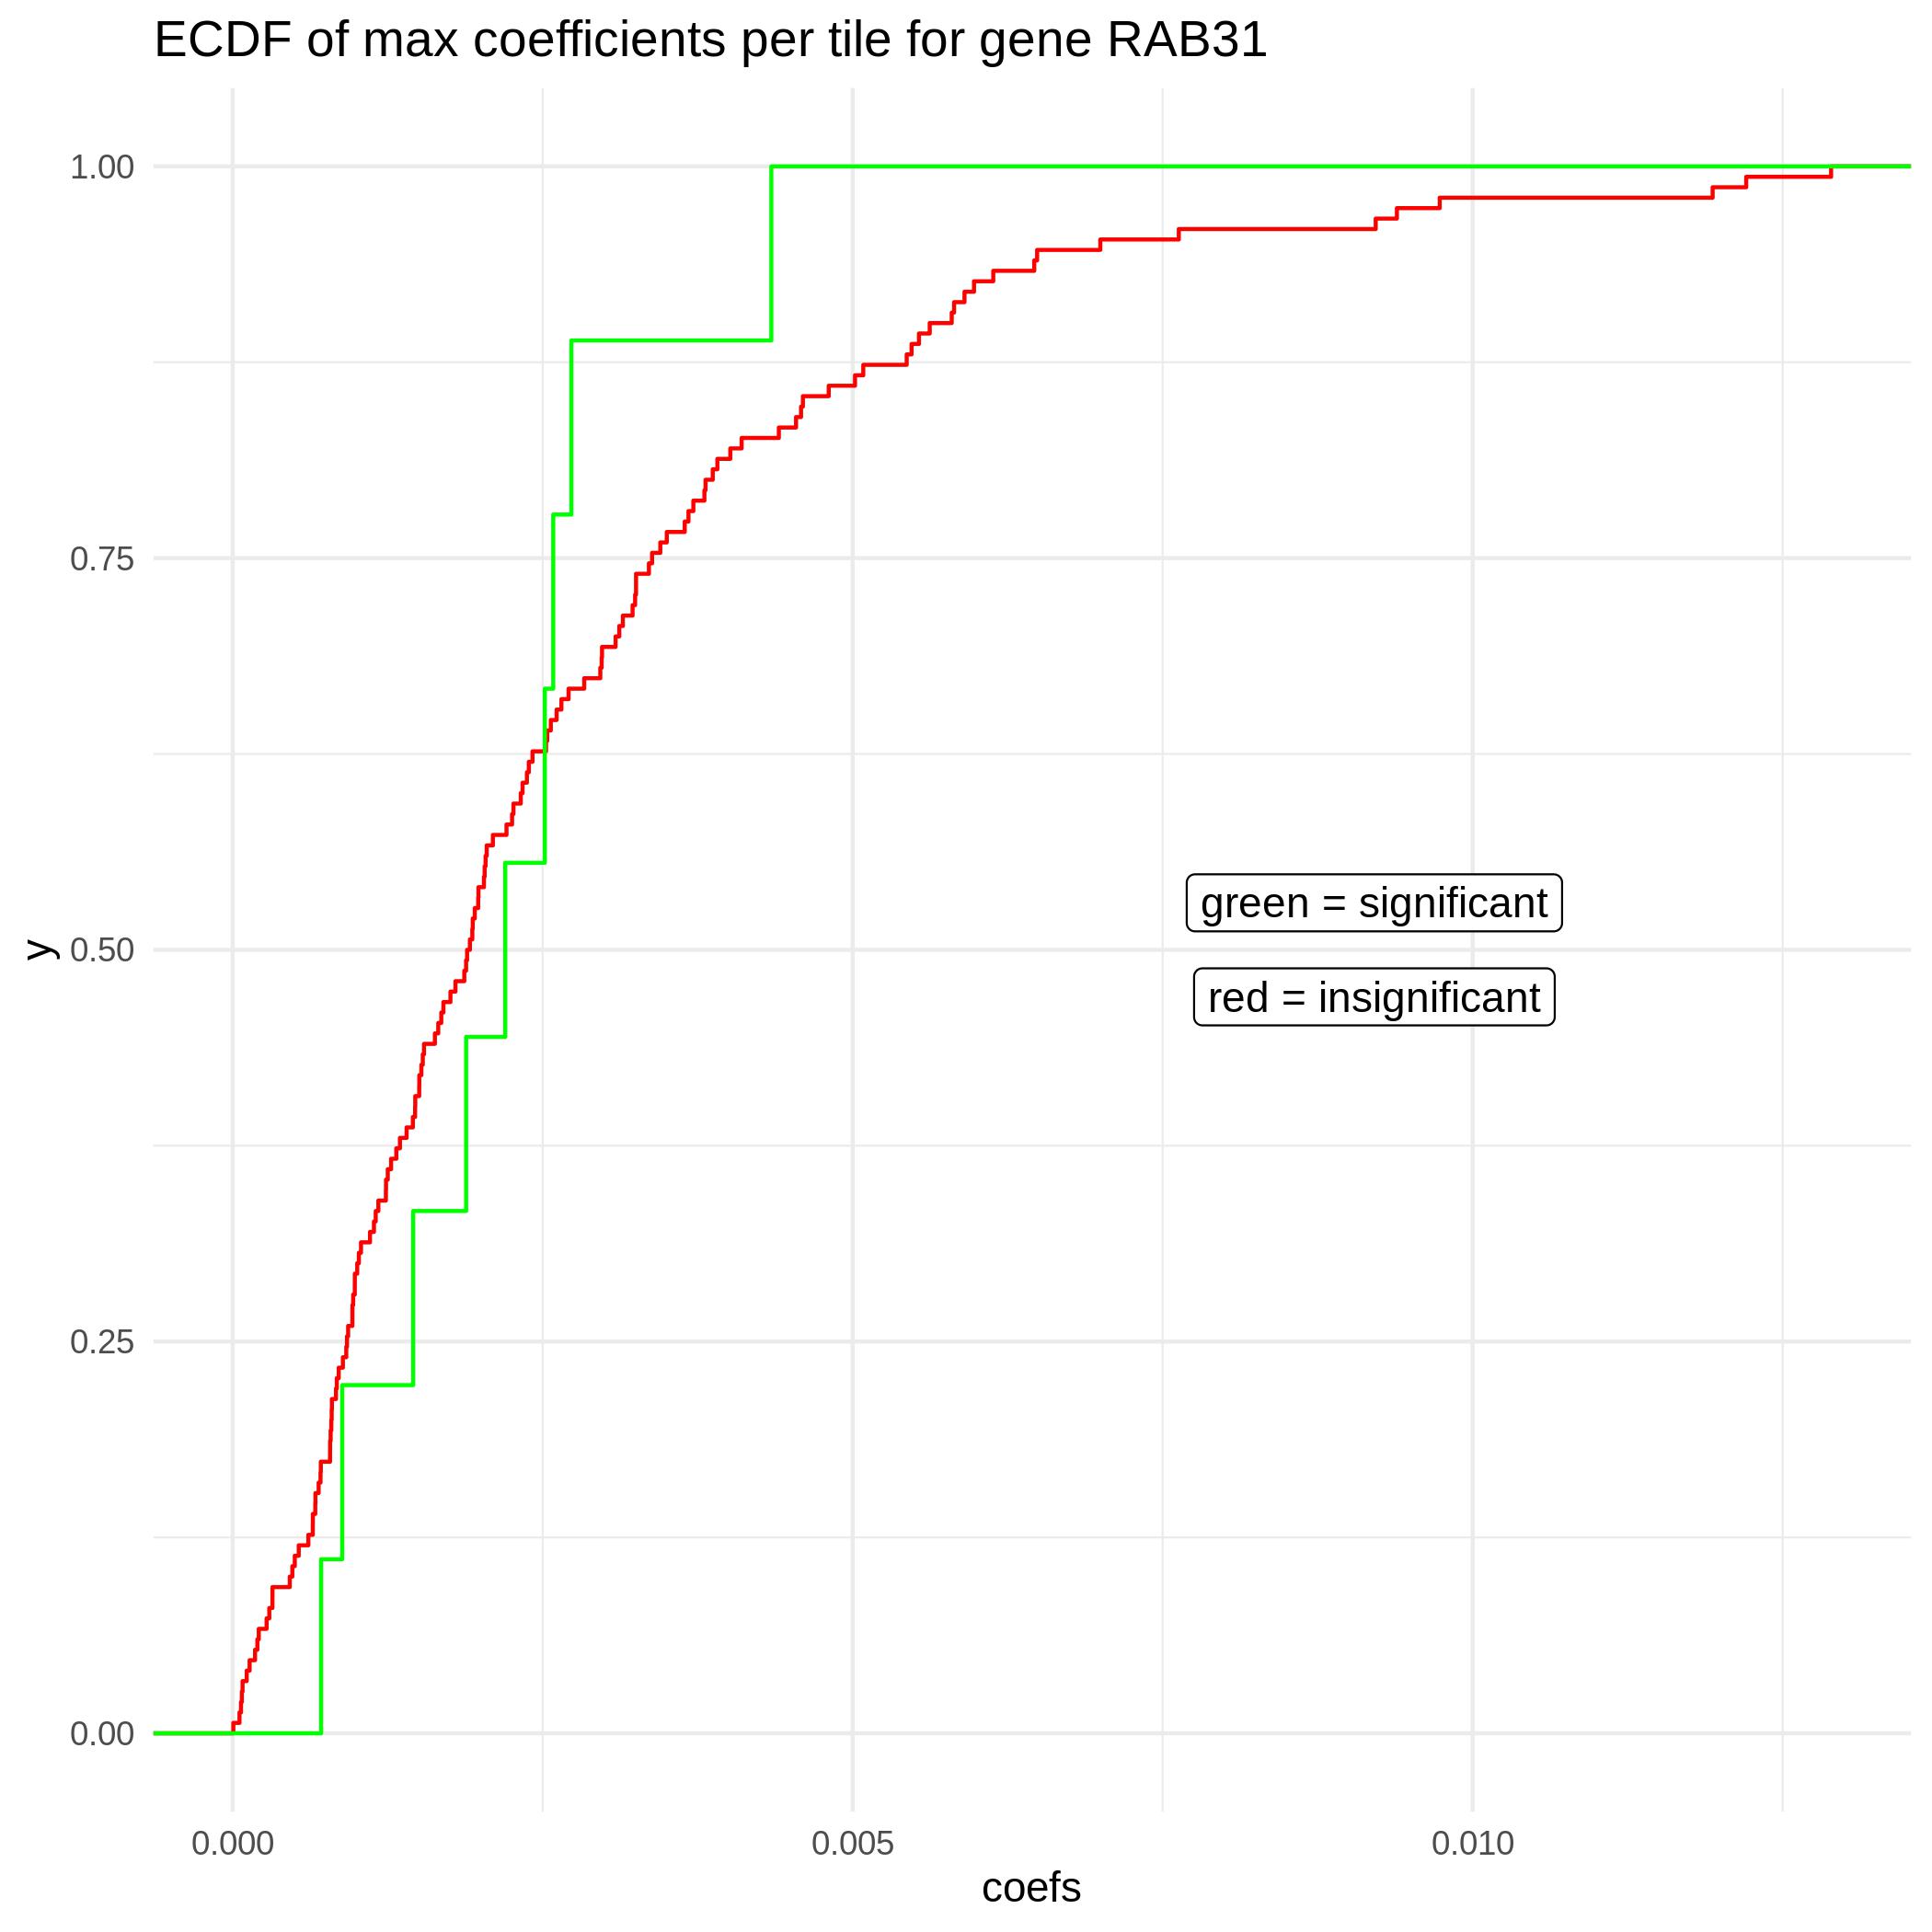 ECDF of max coefficients per tile for gene RAB31
1.00
0.75
0.50
0.25
0.00
y
green = significant
red = insignificant
0.000
0.005
0.010
coefs